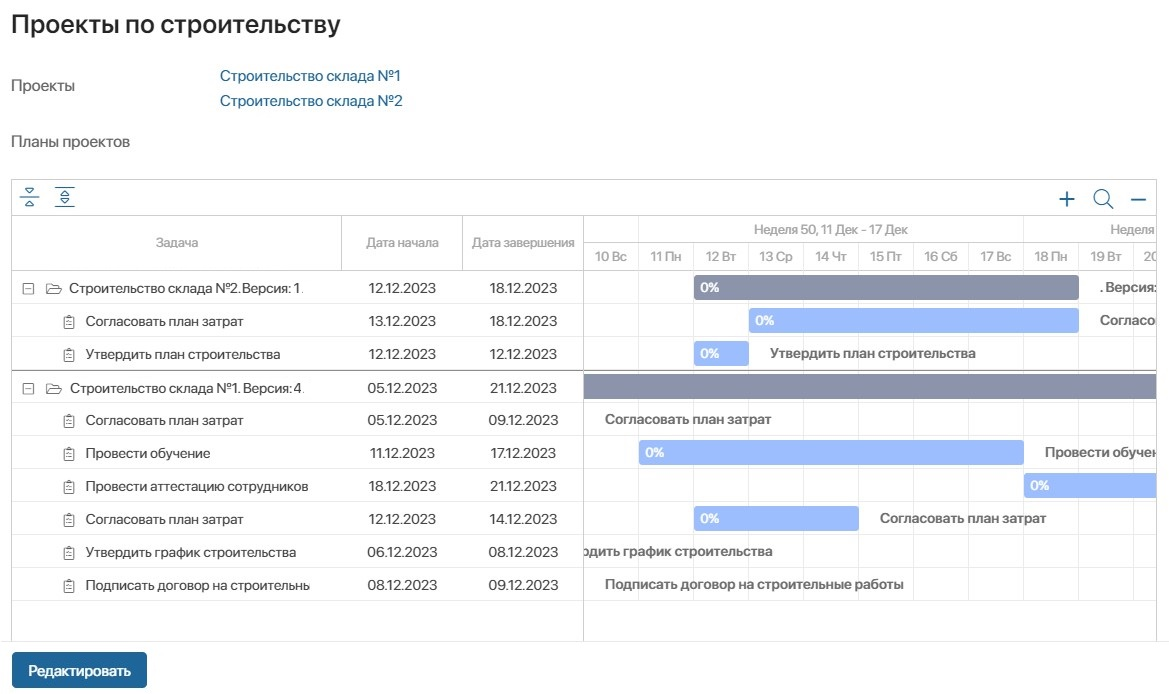 Проекты по строительству
Проекты
Строительство склада №1
Строительство склада №2
Планы проектов
Задача Дата начала Дата завершения Неделя 50, 11 Дек - 17 Дек Неделя
10 Вс 11 Пн 12 Вт 13 Ср 14 Чт 15 Пт 16 Сб 17 Вс 18 Пн 19 Вт 20
Строительство склада №2. Версия: 1. 12.12.2023 18.12.2023 0% . Версия:
Согласовать план затрат 13.12.2023 18.12.2023 0% Согласо
Утвердить план строительства 12.12.2023 12.12.2023 0% Утвердить план строительства
Строительство склада №1. Версия: 4. 05.12.2023 21.12.2023
Согласовать план затрат 05.12.2023 09.12.2023 Согласовать план затрат
Провести обучение 11.12.2023 17.12.2023 0% Провести обучен
Провести аттестацию сотрудников 18.12.2023 21.12.2023 0%
Согласовать план затрат 12.12.2023 14.12.2023 0% Согласовать план затрат
Утвердить график строительства 06.12.2023 08.12.2023 рдить график строительства
Подписать договор на строительны 08.12.2023 09.12.2023 Подписать договор на строительные работы
Редактировать